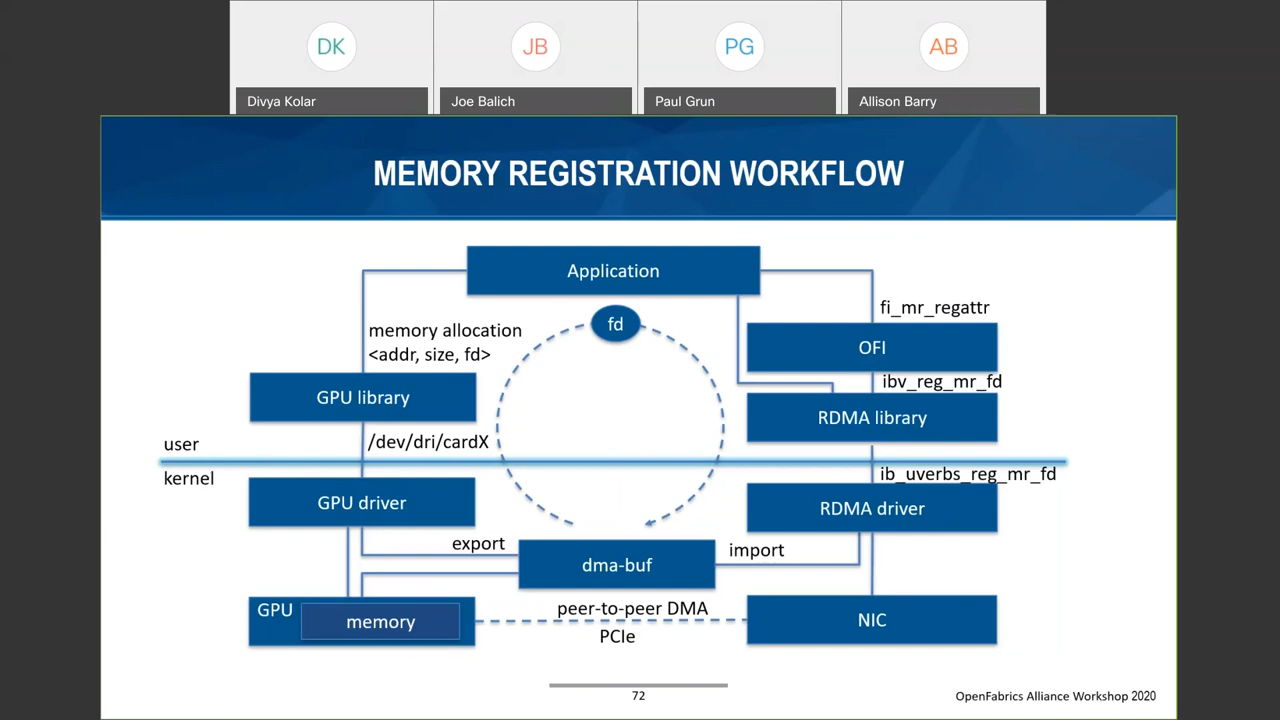 DK
JB
PG
AB
Divya Kolar
Joe Balich
Paul Grun
Allison Barry
MEMORY REGISTRATION WORKFLOW
Application
fi_mr_regattr
fd
memory allocation
<addr, size, fd>
OFI
ibv_reg_mr_fd
GPU library
RDMA library
/dev/dri/cardX
user
kernel
ib_uverbs_reg_mr_fd
GPU driver
RDMA driver
export
import
dma-buf
GPU
memory
peer-to-peer DMA
PCIe
NIC
72
OpenFabrics Alliance Workshop 2020